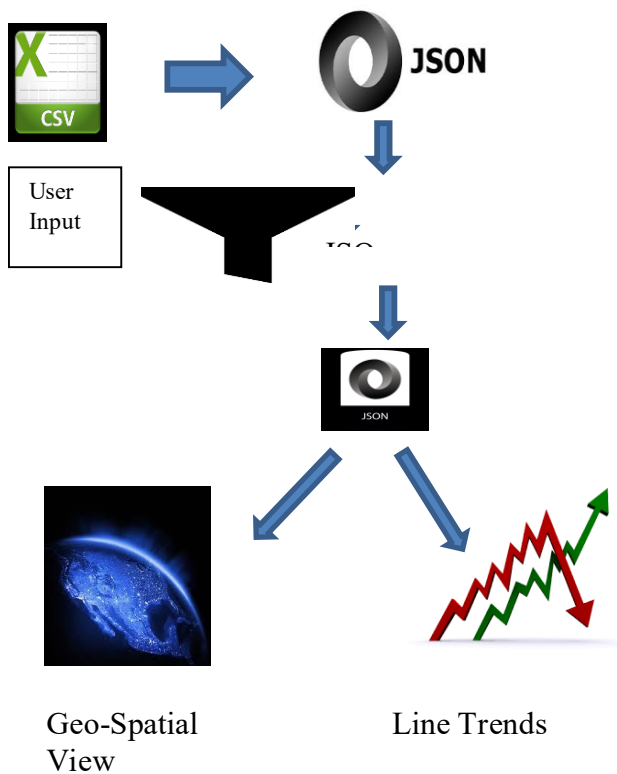 X
CSV
JSON
User
Input
JSON
Geo-Spatial
View
Line Trends